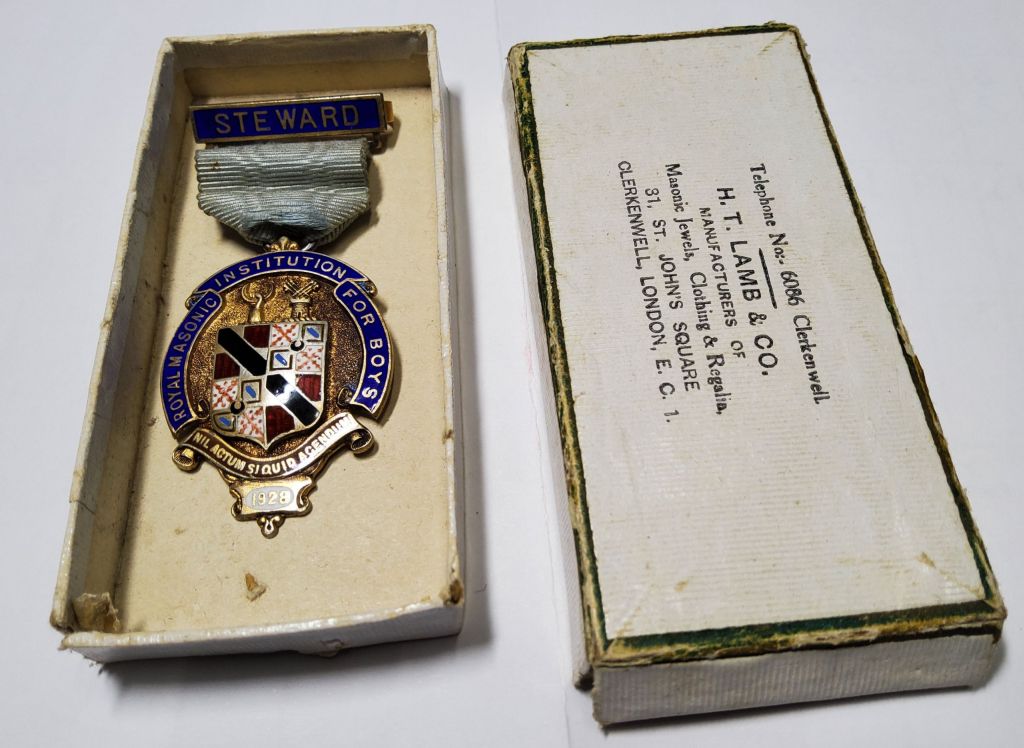 STEWARD
ROYAL MASONIC INSTITUTION FOR BOYS
NIL ACTUM SI QUID AGENDUM
1928
Telephone No:- 6086 Clerkenwell.
H. T. LAMB & CO.
MANUFACTURERS OF
Masonic Jewels, Clothing & Regalia,
31, ST. JOHN'S SQUARE
CLERKENWELL, LONDON, E. C. 1.